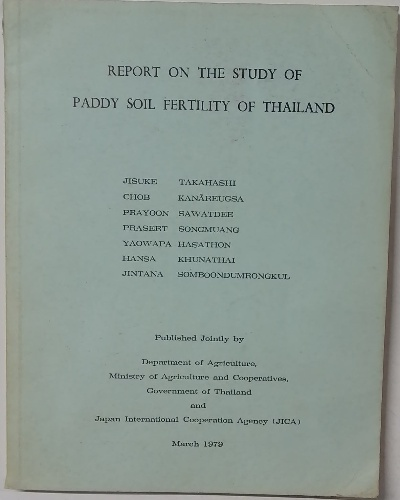 REPORT ON THE STUDY OF
PADDY SOIL FERTILITY OF THAILAND
JISUKE TAKAHASHI
CHOB KANĀREUGSA
PRAYOON SAWATDEE
PRASERT SONGMUANG
YAOWAPA HASATHON
HANSA KHUNATHAI
JINTANA SOMBOONDUMRONGKUL
Published Jointly by
Department of Agriculture,
Ministry of Agriculture and Cooperatives,
Government of Thailand
and
Japan International Cooperation Agency (JICA)
March 1979